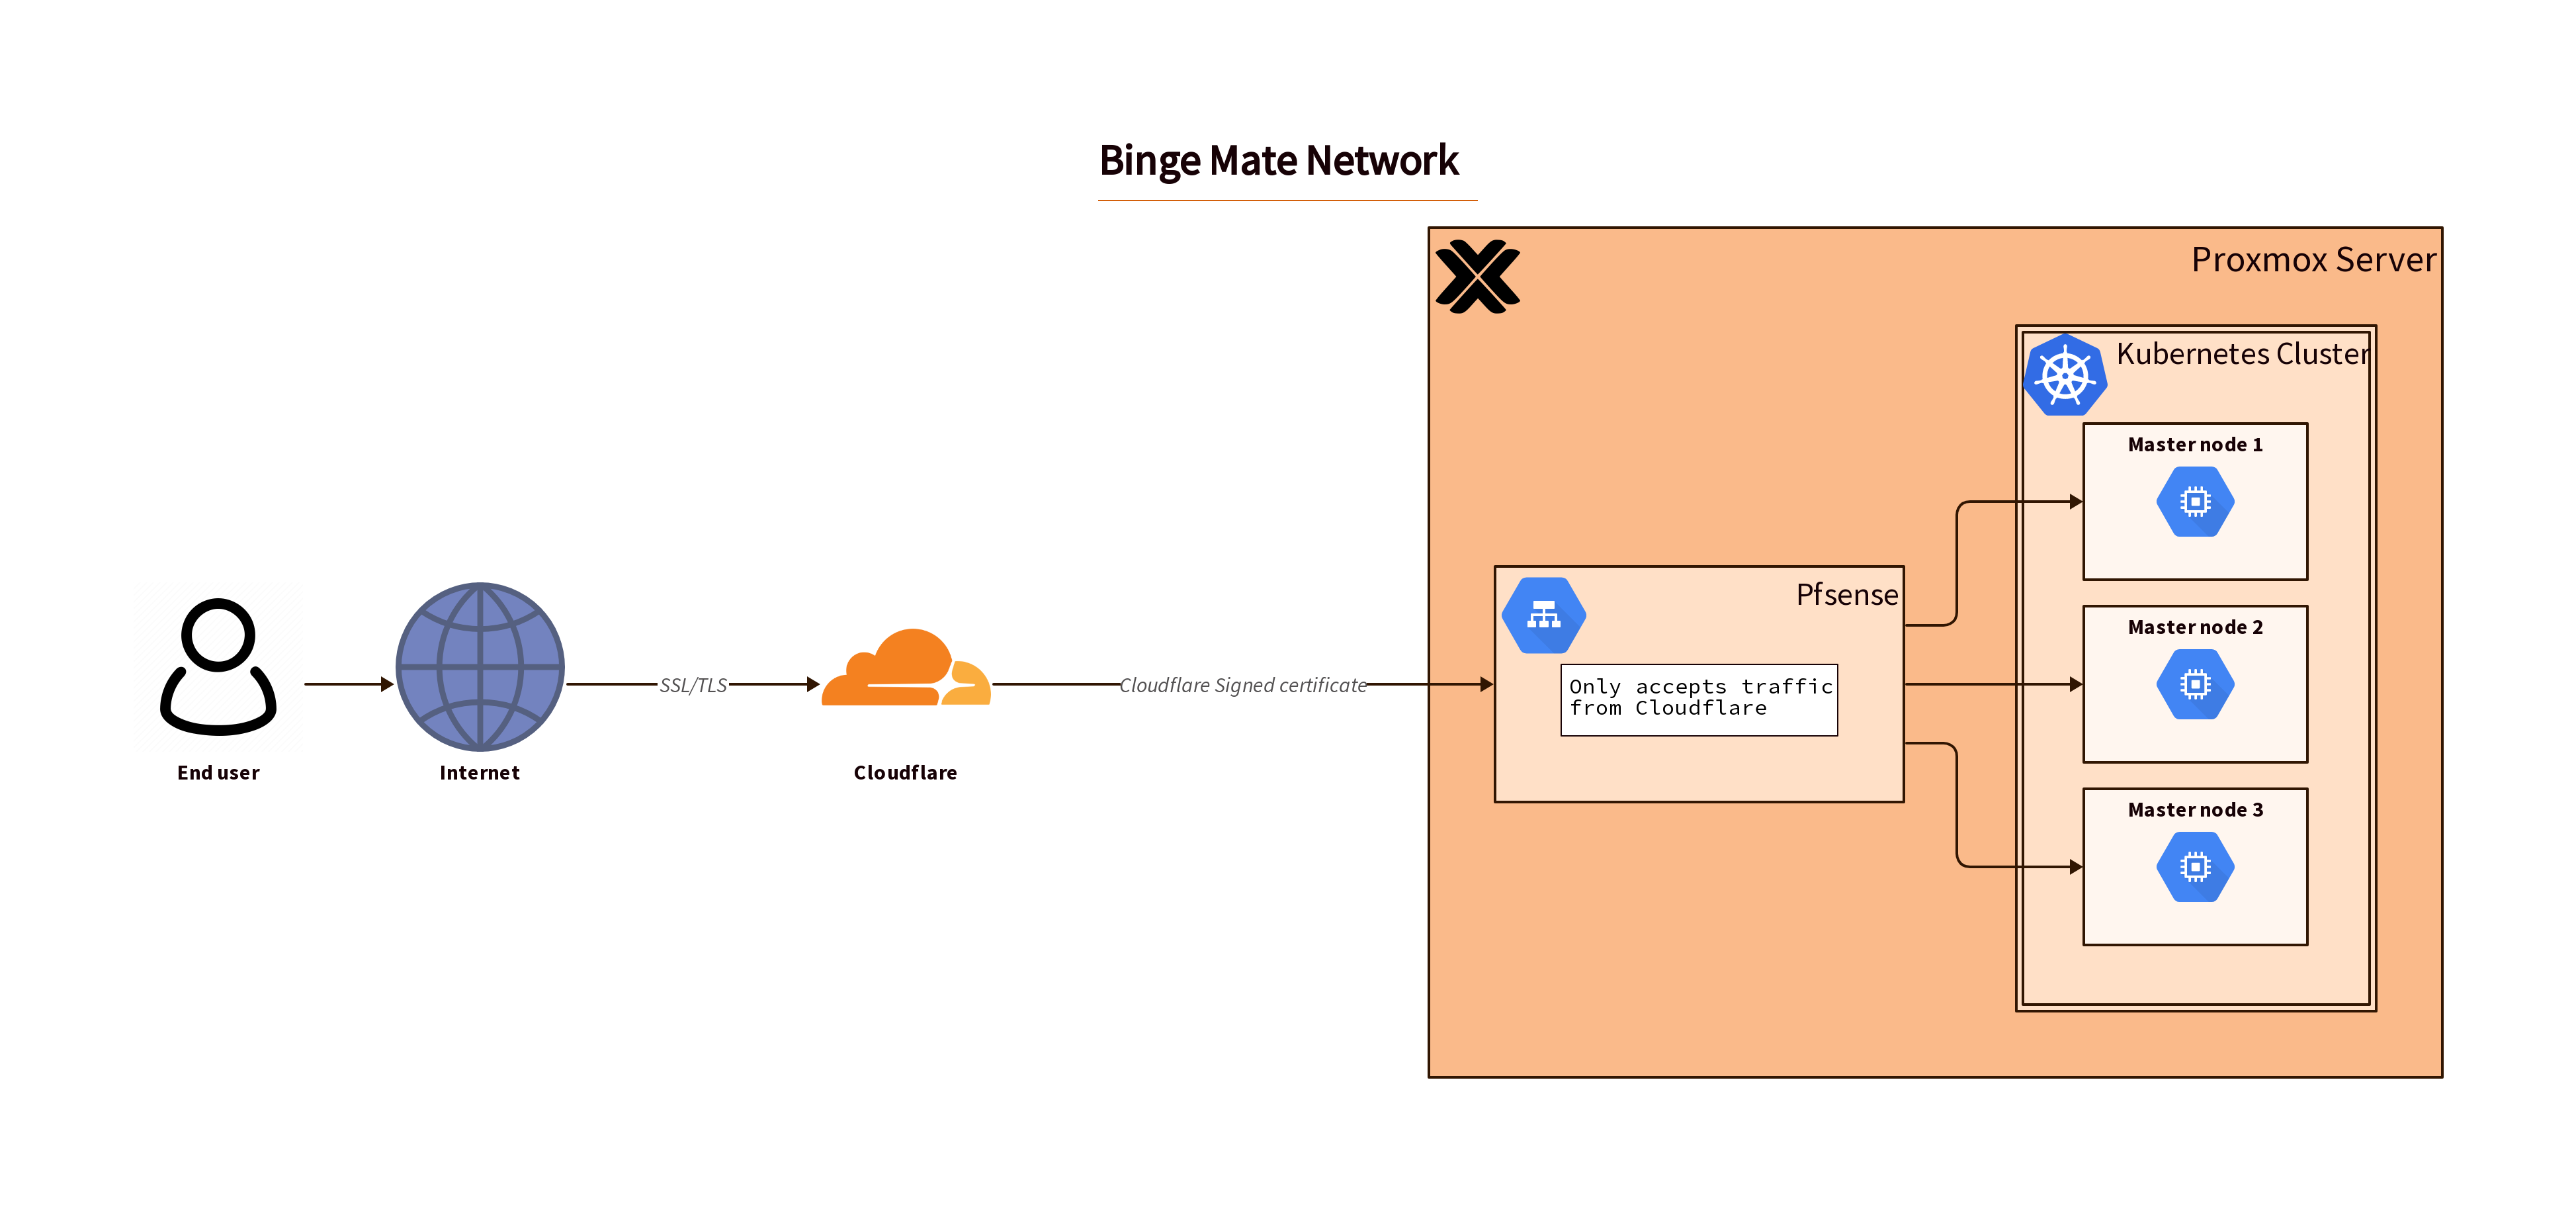 Binge Mate Network
Proxmox Server
Kubernetes Cluster
Master node 1
Master node 2
Master node 3
Pfsense
Only accepts traffic
from Cloudflare
SSL/TLS
Cloudflare Signed certificate
End user
Internet
Cloudflare